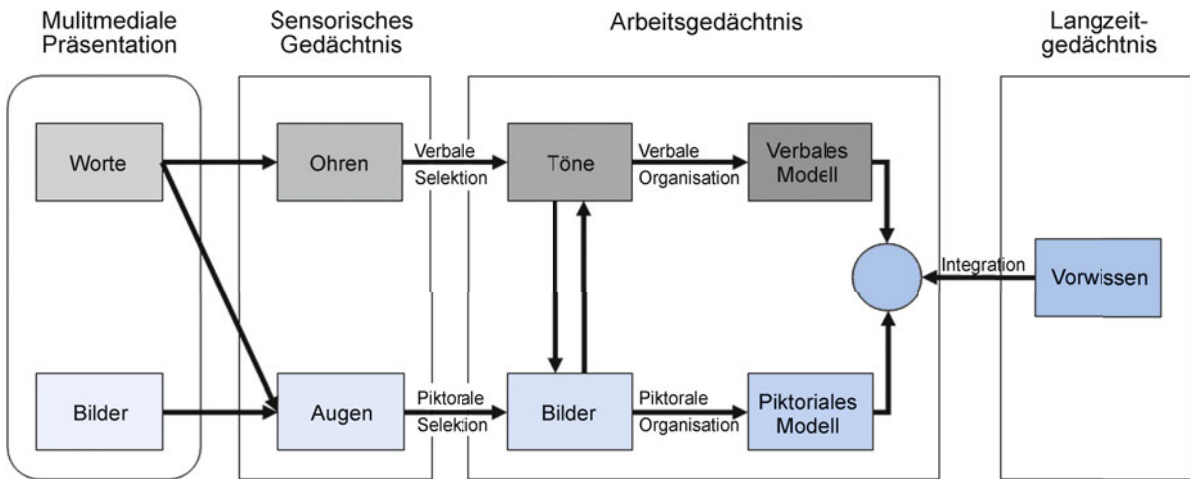 Mulitmediale
Präsentation
Sensorisches
Gedächtnis
Arbeitsgedächtnis
Langzeit-
gedächtnis
Worte
Ohren
Verbale
Selektion
Töne
Verbale
Organisation
Verbales
Modell
Integration
Vorwissen
Bilder
Augen
Piktorale
Selektion
Bilder
Piktorale
Organisation
Piktoriales
Modell